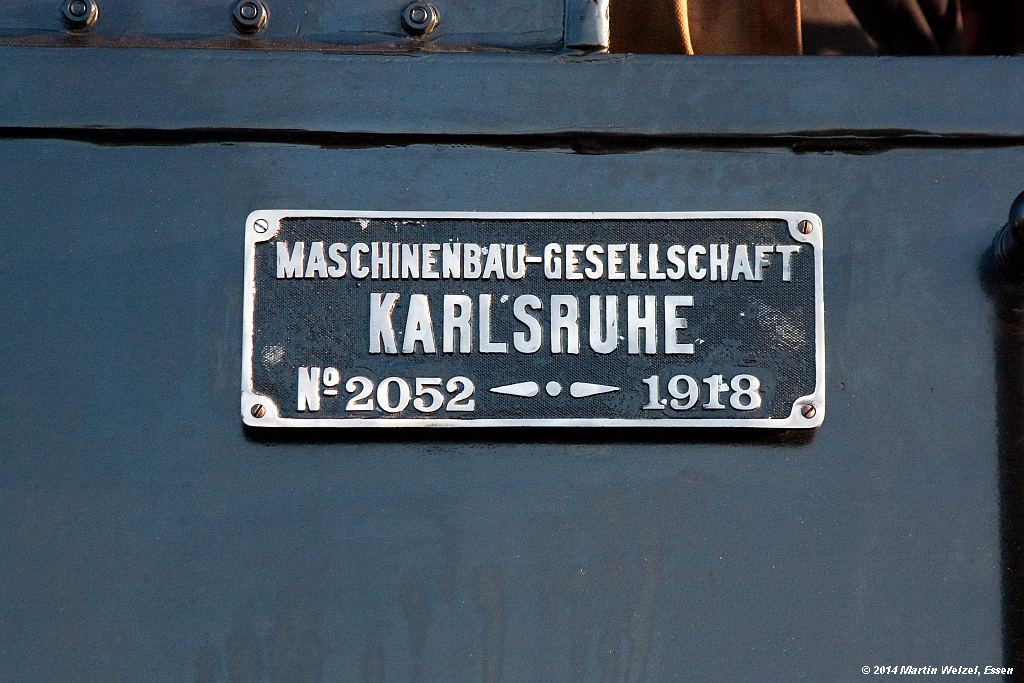 MASCHINENBAU-GESELLSCHAFT
KARLSRUHE
Nº 2052 1918
© 2014 Martin Welzel, Essen